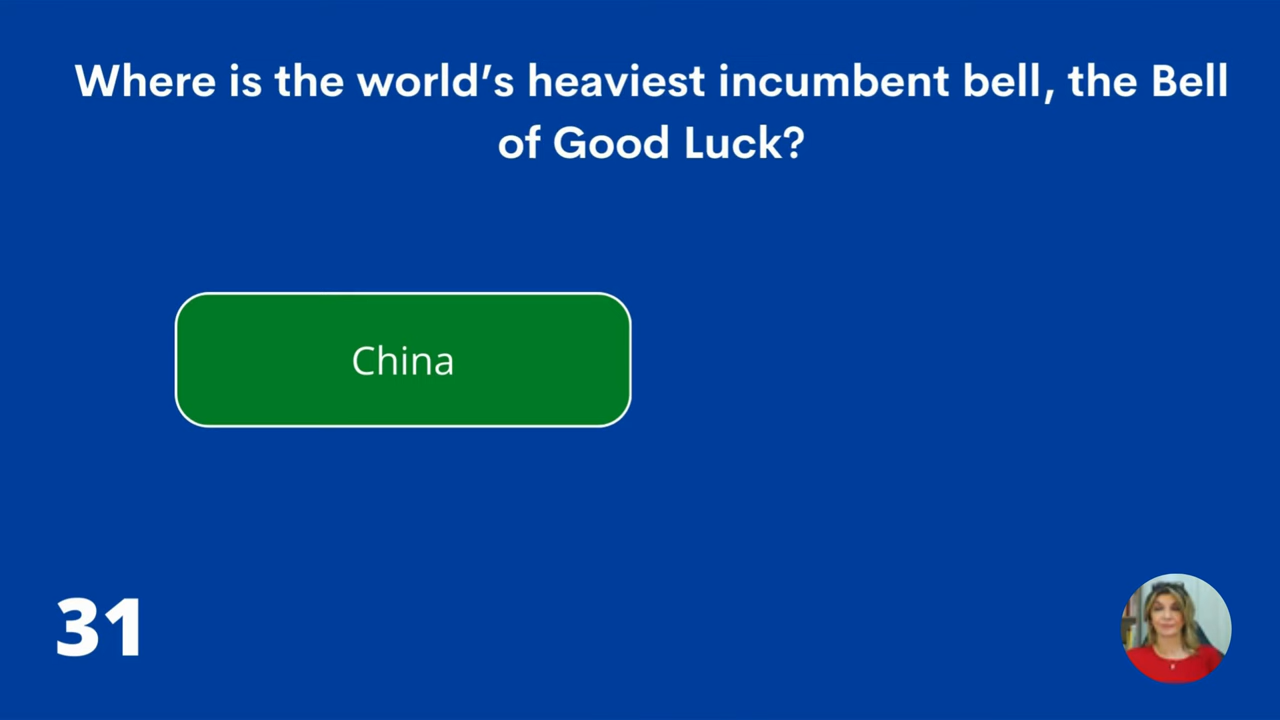 Where is the world’s heaviest incumbent bell, the Bell
of Good Luck?
China
31